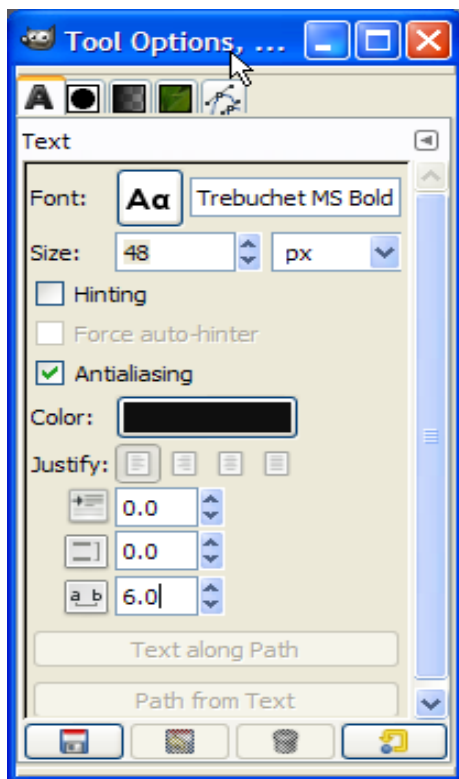 Tool Options, ...
A
Text
Font: Aα Trebuchet MS Bold
Size: 48 px
Hinting
Force auto-hinter
Antialiasing
Color:
Justify:
0.0
0.0
a_b 6.0
Text along Path
Path from Text